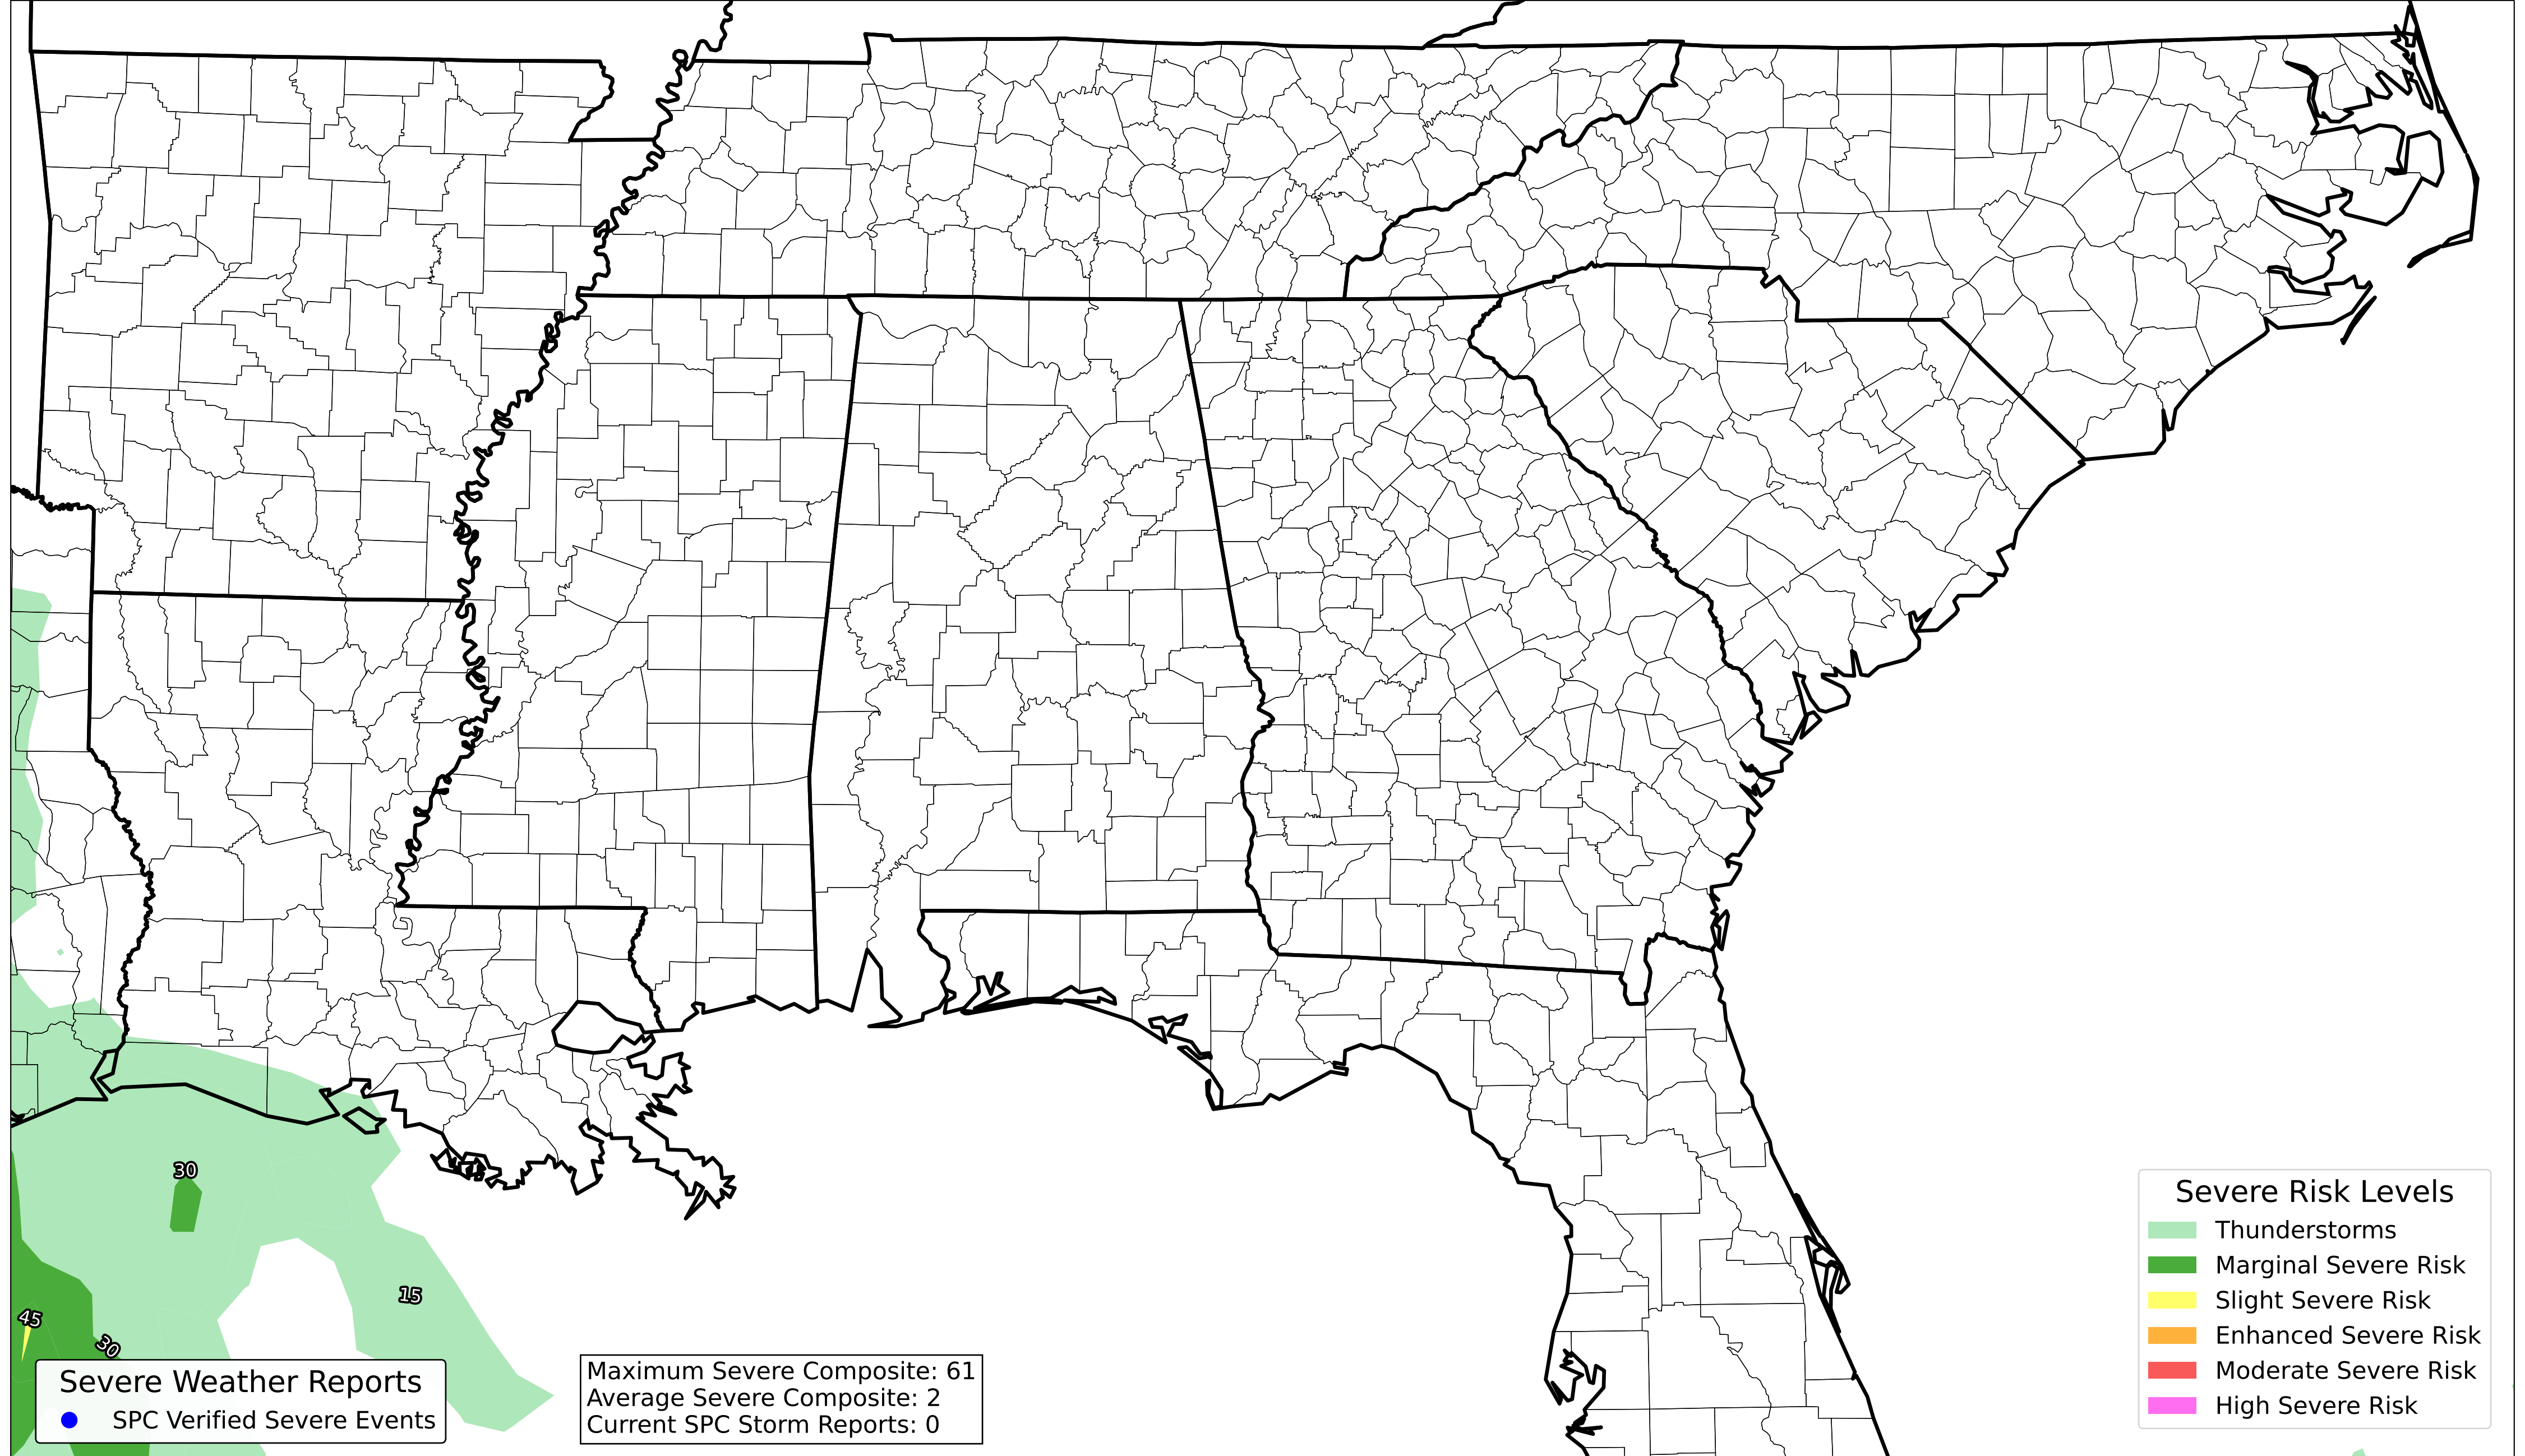 30
15
45
30
Severe Weather Reports
SPC Verified Severe Events
Maximum Severe Composite: 61
Average Severe Composite: 2
Current SPC Storm Reports: 0
Severe Risk Levels
Thunderstorms
Marginal Severe Risk
Slight Severe Risk
Enhanced Severe Risk
Moderate Severe Risk
High Severe Risk